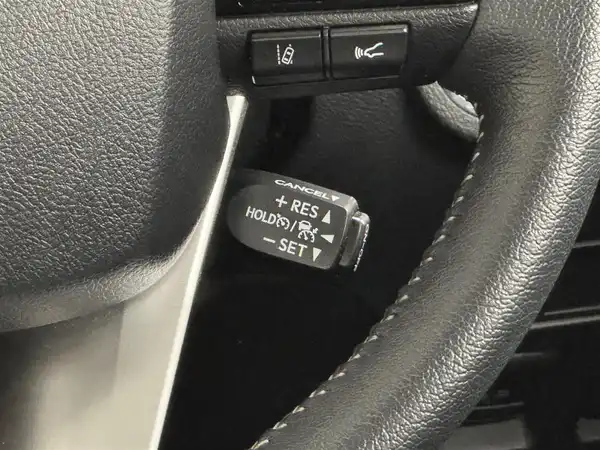 CANCEL▼
+ RES ▲
HOLD / ◀
− SET ▼